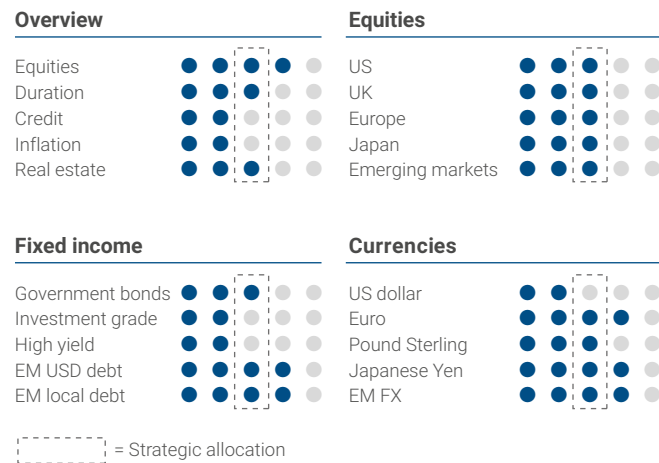 Overview
Equities
Duration
Credit
Inflation
Real estate
Equities
US
UK
Europe
Japan
Emerging markets
Fixed income
Government bonds
Investment grade
High yield
EM USD debt
EM local debt
Currencies
US dollar
Euro
Pound Sterling
Japanese Yen
EM FX
= Strategic allocation